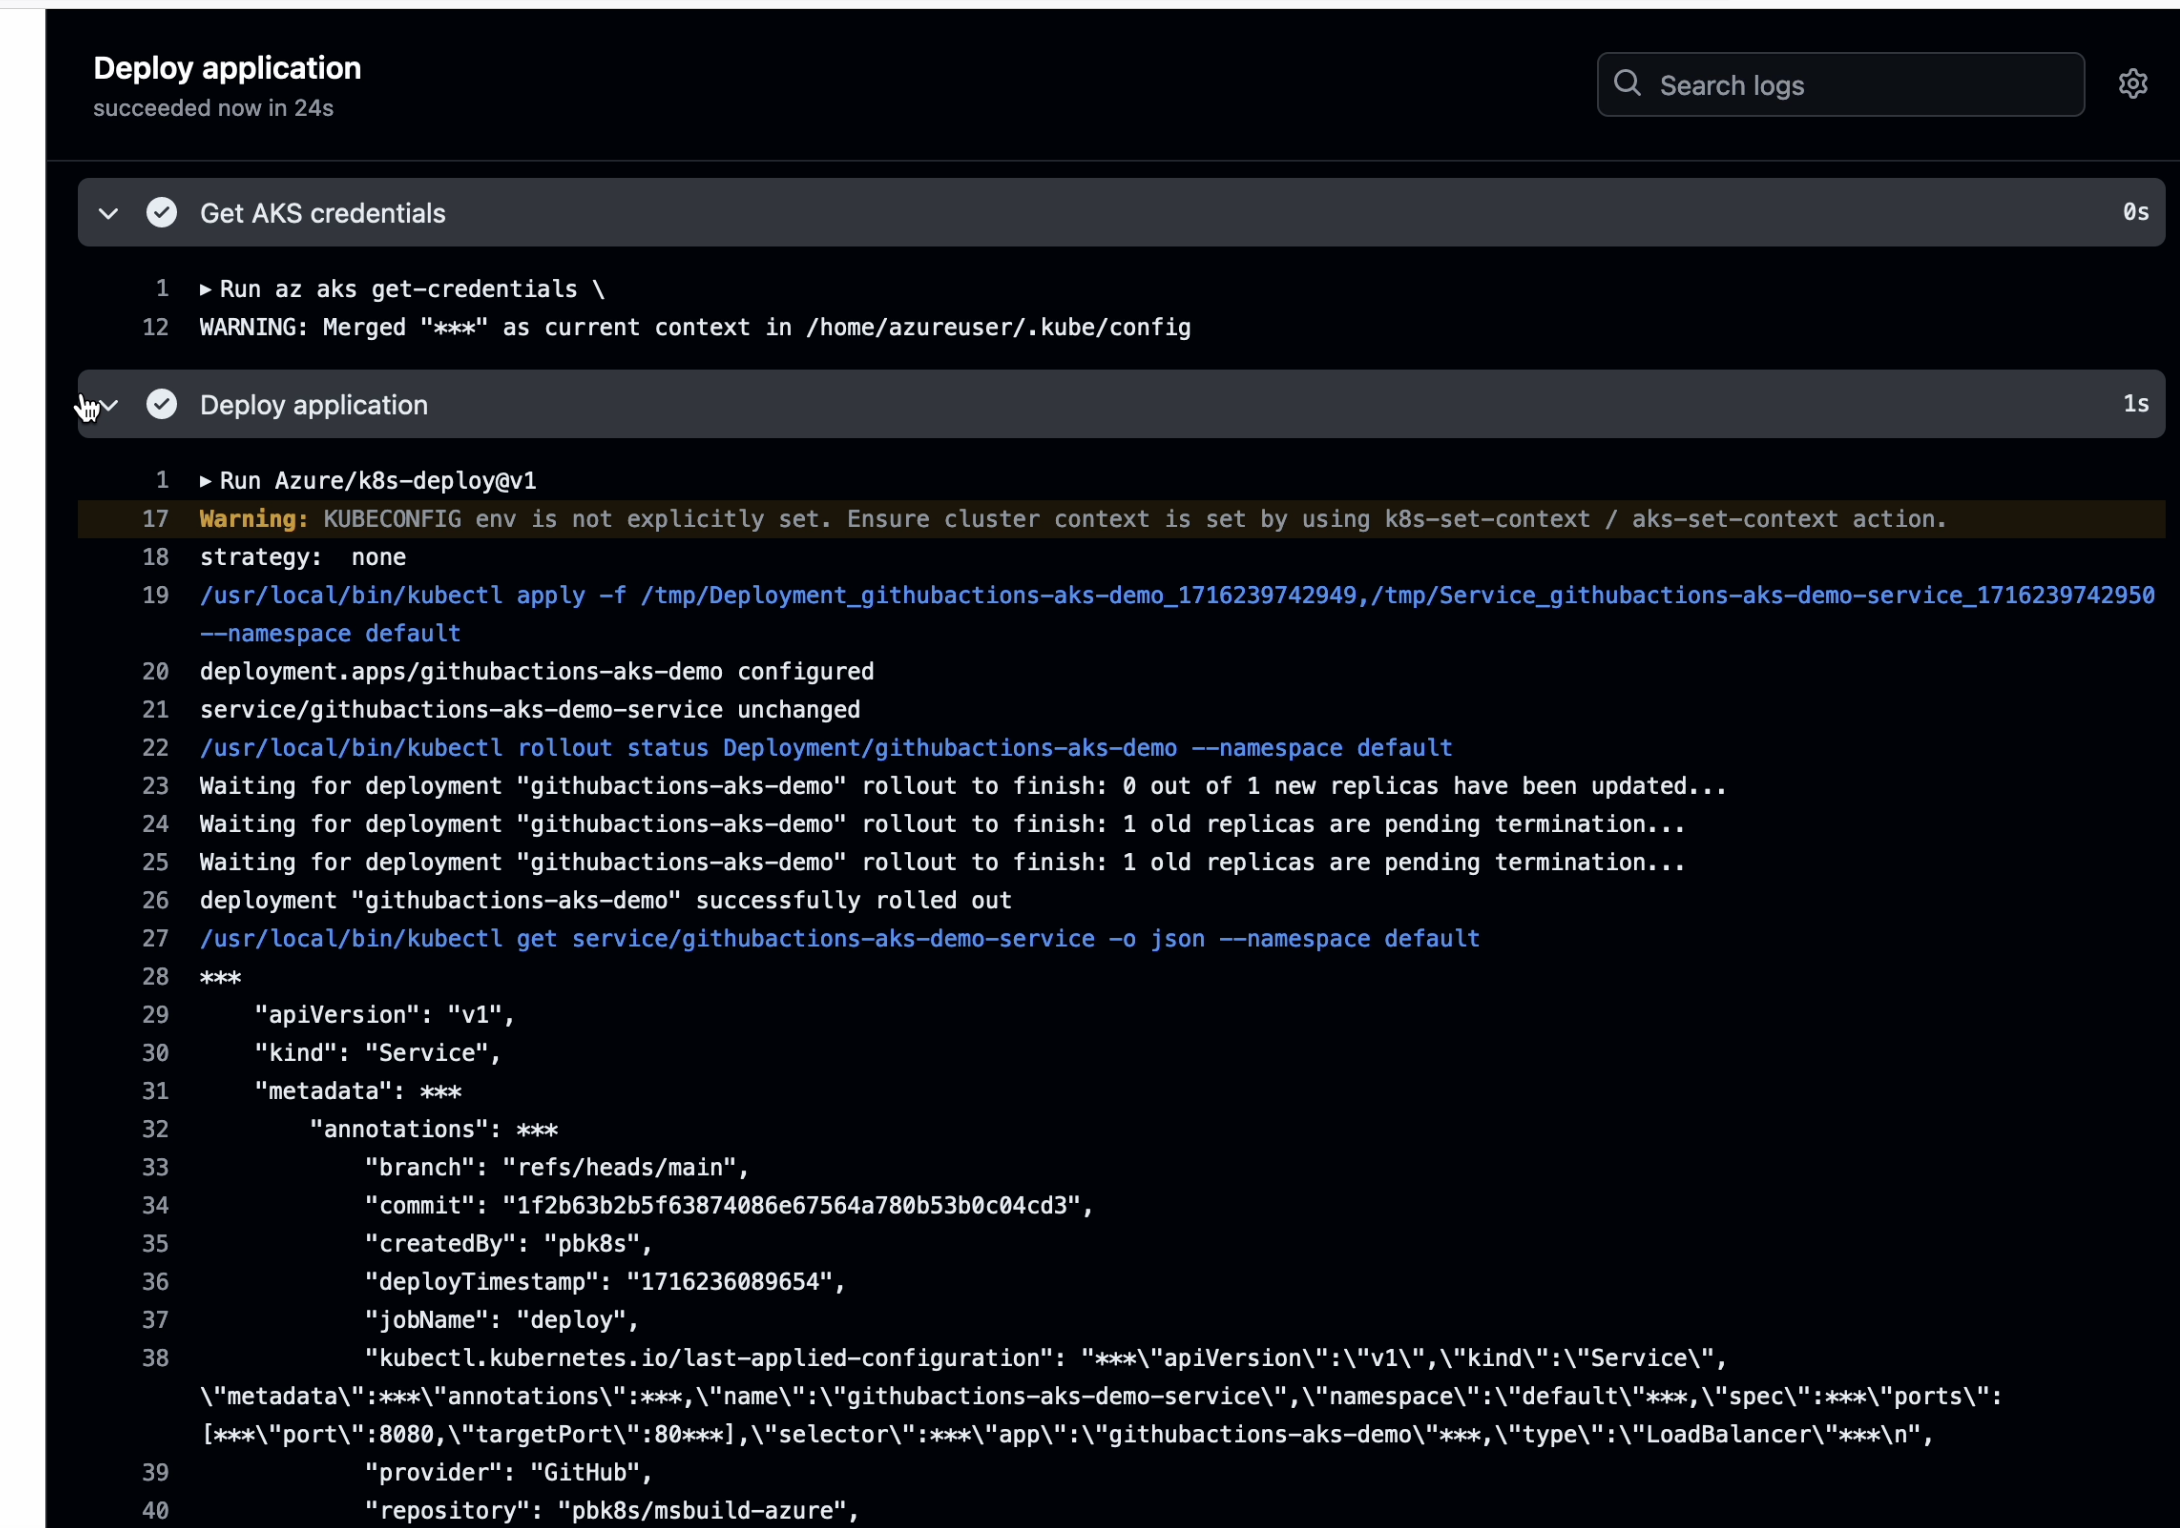 Deploy application
succeeded now in 24s
Search logs
Get AKS credentials 0s
1 Run az aks get-credentials \
12 WARNING: Merged "***" as current context in /home/azureuser/.kube/config
Deploy application 1s
1 Run Azure/k8s-deploy@v1
17 Warning: KUBECONFIG env is not explicitly set. Ensure cluster context is set by using k8s-set-context / aks-set-context action.
18 strategy:  none
19 /usr/local/bin/kubectl apply -f /tmp/Deployment_githubactions-aks-demo_1716239742949,/tmp/Service_githubactions-aks-demo-service_1716239742950
--namespace default
20 deployment.apps/githubactions-aks-demo configured
21 service/githubactions-aks-demo-service unchanged
22 /usr/local/bin/kubectl rollout status Deployment/githubactions-aks-demo --namespace default
23 Waiting for deployment "githubactions-aks-demo" rollout to finish: 0 out of 1 new replicas have been updated...
24 Waiting for deployment "githubactions-aks-demo" rollout to finish: 1 old replicas are pending termination...
25 Waiting for deployment "githubactions-aks-demo" rollout to finish: 1 old replicas are pending termination...
26 deployment "githubactions-aks-demo" successfully rolled out
27 /usr/local/bin/kubectl get service/githubactions-aks-demo-service -o json --namespace default
28 ***
29     "apiVersion": "v1",
30     "kind": "Service",
31     "metadata": ***
32         "annotations": ***
33             "branch": "refs/heads/main",
34             "commit": "1f2b63b2b5f63874086e67564a780b53b0c04cd3",
35             "createdBy": "pbk8s",
36             "deployTimestamp": "1716236089654",
37             "jobName": "deploy",
38             "kubectl.kubernetes.io/last-applied-configuration": "***\"apiVersion\":\"v1\",\"kind\":\"Service\",
\"metadata\":***\"annotations\":***,\"name\":\"githubactions-aks-demo-service\",\"namespace\":\"default\"***,\"spec\":***\"ports\":
[***\"port\":8080,\"targetPort\":80***],\"selector\":***\"app\":\"githubactions-aks-demo\"***,\"type\":\"LoadBalancer\"***\n",
39             "provider": "GitHub",
40             "repository": "pbk8s/msbuild-azure",